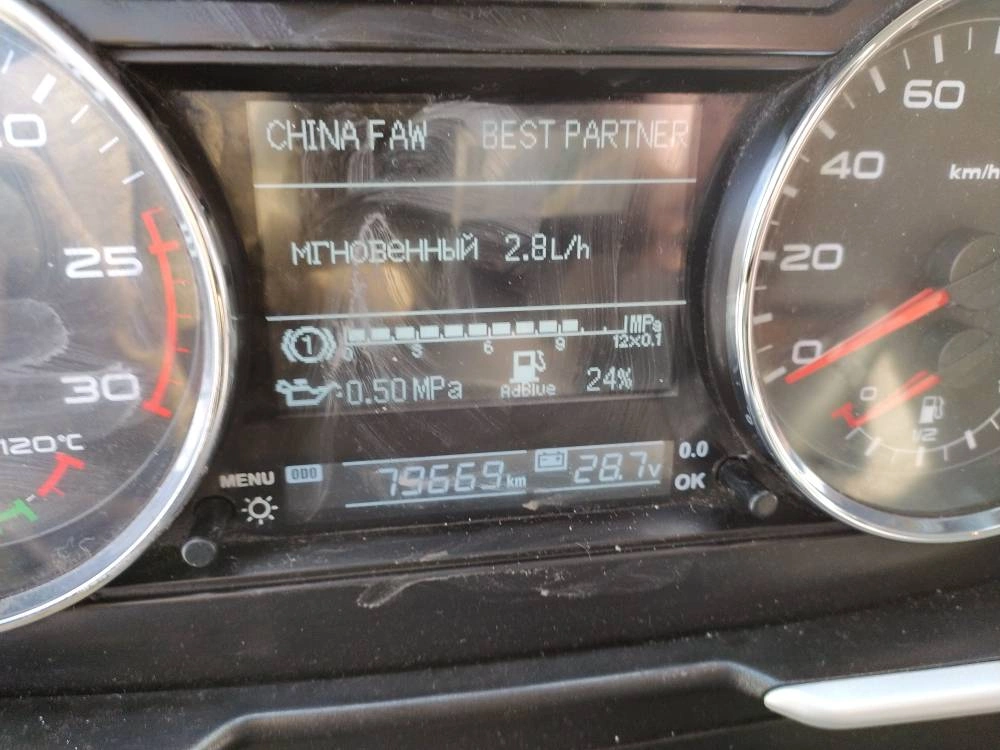 CHINA FAW BEST PARTNER
мгновенный 2.8L/h
1 0 3 6 9 MPa 12×0.1
:0.50 MPa AdBlue 24%
MENU ODO 79669 km 28.7v 0.0
OK
25
30
120°C
60
40
km/h
20
0
0
1/2